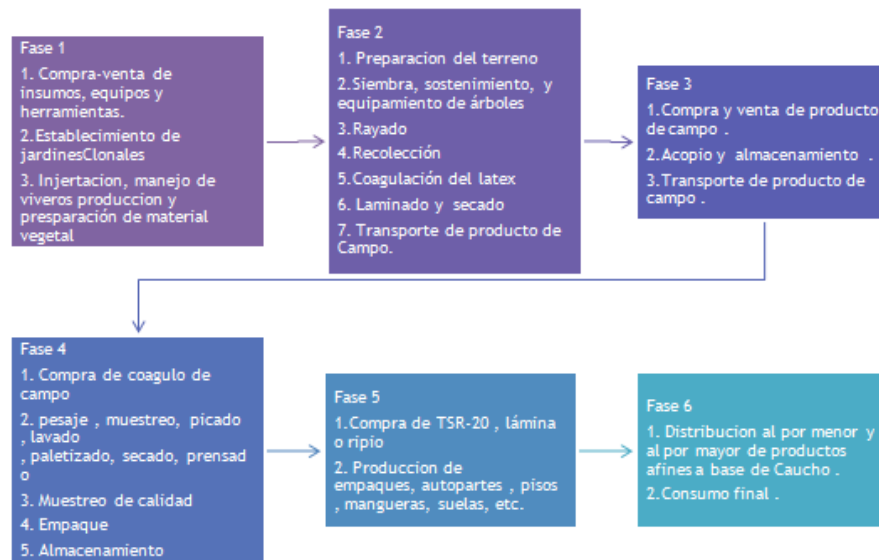 Fase 1
1. Compra-venta de
insumos, equipos y
herramientas.
2.Establecimiento de
jardinesClonales
3. Injertacion, manejo de
viveros produccion y
presparación de material
vegetal
Fase 2
1. Preparacion del terreno
2.Siembra, sostenimiento, y
equipamiento de árboles
3.Rayado
4.Recolección
5.Coagulación del latex
6. Laminado y secado
7. Transporte de producto de
Campo.
Fase 3
1.Compra y venta de producto
de campo .
2.Acopio y almacenamiento .
3.Transporte de producto de
campo .
Fase 4
1. Compra de coagulo de
campo
2. pesaje , muestreo, picado
, lavado
, paletizado, secado, prensad
o
3. Muestreo de calidad
4. Empaque
5. Almacenamiento
Fase 5
1.Compra de TSR-20 , lámina
o ripio
2. Produccion de
empaques, autopartes , pisos
, mangueras, suelas, etc.
Fase 6
1. Distribucion al por menor y
al por mayor de productos
afines a base de Caucho .
2.Consumo final .